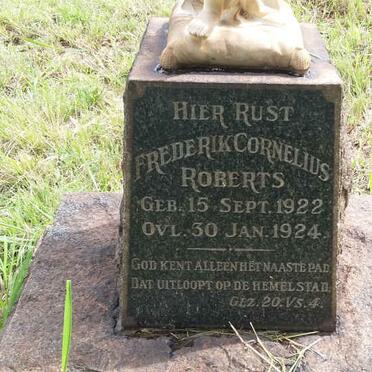 HIER RUST
FREDERIK CORNELIUS
ROBERTS
GEB. 15 SEPT. 1922
OVL. 30 JAN. 1924.
GOD KENT ALLEEN HET NAASTE PAD
DAT UITLOOPT OP DE HEMELSTAD.
GEZ. 20. VS. 4.